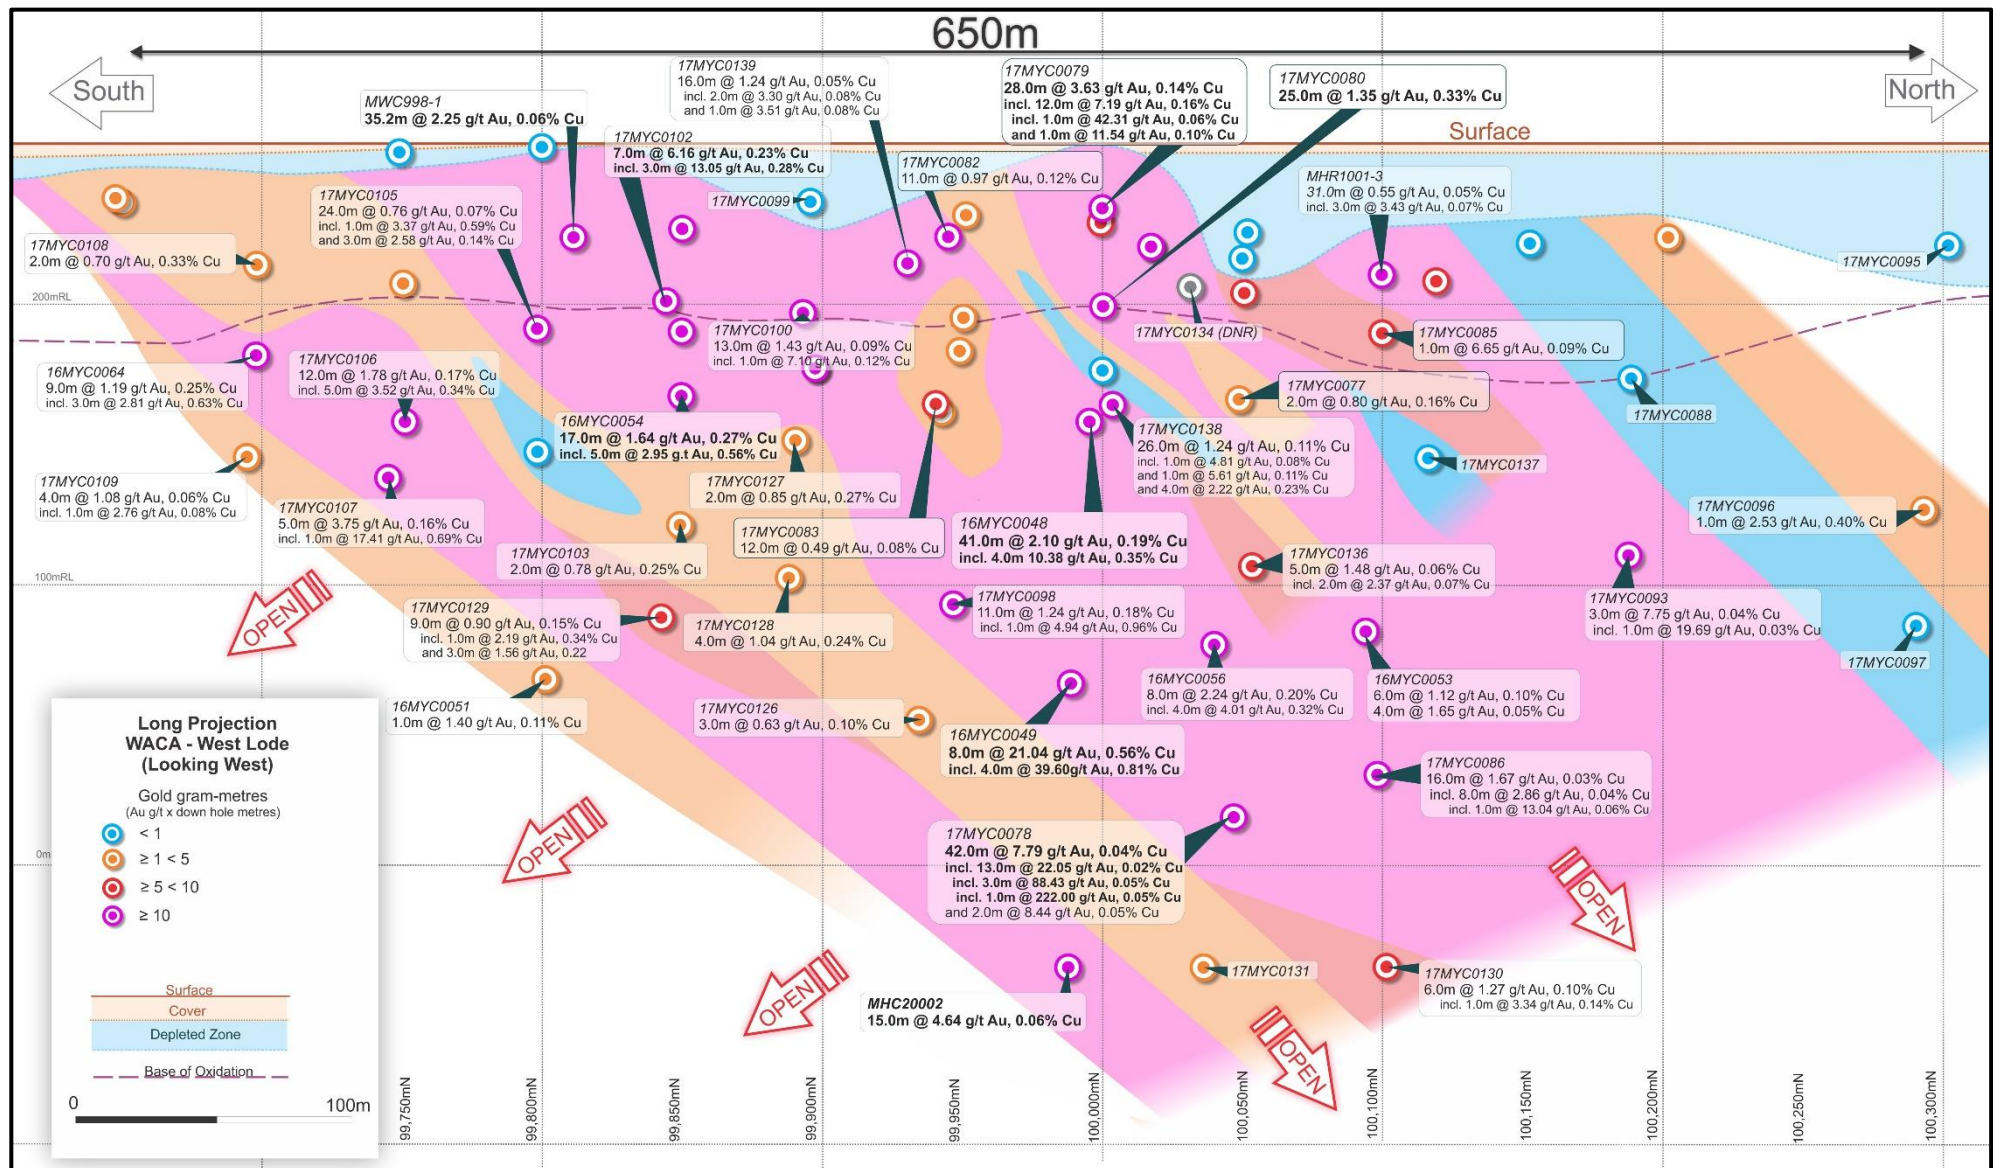 650m
South
North
Surface
MWC998-1
35.2m @ 2.25 g/t Au, 0.06% Cu
17MYC0139
16.0m @ 1.24 g/t Au, 0.05% Cu
incl. 2.0m @ 3.30 g/t Au, 0.08% Cu
and 1.0m @ 3.51 g/t Au, 0.08% Cu
17MYC0079
28.0m @ 3.63 g/t Au, 0.14% Cu
incl. 12.0m @ 7.19 g/t Au, 0.16% Cu
incl. 1.0m @ 42.31 g/t Au, 0.06% Cu
and 1.0m @ 11.54 g/t Au, 0.10% Cu
17MYC0080
25.0m @ 1.35 g/t Au, 0.33% Cu
17MYC0102
7.0m @ 6.16 g/t Au, 0.23% Cu
incl. 3.0m @ 13.05 g/t Au, 0.28% Cu
17MYC0082
11.0m @ 0.97 g/t Au, 0.12% Cu
MHR1001-3
31.0m @ 0.55 g/t Au, 0.05% Cu
incl. 3.0m @ 3.43 g/t Au, 0.07% Cu
17MYC0105
24.0m @ 0.76 g/t Au, 0.07% Cu
incl. 1.0m @ 3.37 g/t Au, 0.59% Cu
and 3.0m @ 2.58 g/t Au, 0.14% Cu
17MYC0099
17MYC0108
2.0m @ 0.70 g/t Au, 0.33% Cu
17MYC0095
200mRL
17MYC0100
13.0m @ 1.43 g/t Au, 0.09% Cu
incl. 1.0m @ 7.10 g/t Au, 0.12% Cu
17MYC0134 (DNR)
17MYC0085
1.0m @ 6.65 g/t Au, 0.09% Cu
16MYC0064
9.0m @ 1.19 g/t Au, 0.25% Cu
incl. 3.0m @ 2.81 g/t Au, 0.63% Cu
17MYC0106
12.0m @ 1.78 g/t Au, 0.17% Cu
incl. 5.0m @ 3.52 g/t Au, 0.34% Cu
17MYC0077
2.0m @ 0.80 g/t Au, 0.16% Cu
17MYC0088
16MYC0054
17.0m @ 1.64 g/t Au, 0.27% Cu
incl. 5.0m @ 2.95 g.t Au, 0.56% Cu
17MYC0138
26.0m @ 1.24 g/t Au, 0.11% Cu
incl. 1.0m @ 4.81 g/t Au, 0.08% Cu
and 1.0m @ 5.61 g/t Au, 0.11% Cu
and 4.0m @ 2.22 g/t Au, 0.23% Cu
17MYC0137
17MYC0109
4.0m @ 1.08 g/t Au, 0.06% Cu
incl. 1.0m @ 2.76 g/t Au, 0.08% Cu
17MYC0127
2.0m @ 0.85 g/t Au, 0.27% Cu
17MYC0107
5.0m @ 3.75 g/t Au, 0.16% Cu
incl. 1.0m @ 17.41 g/t Au, 0.69% Cu
17MYC0096
1.0m @ 2.53 g/t Au, 0.40% Cu
17MYC0083
12.0m @ 0.49 g/t Au, 0.08% Cu
16MYC0048
41.0m @ 2.10 g/t Au, 0.19% Cu
incl. 4.0m 10.38 g/t Au, 0.35% Cu
17MYC0103
2.0m @ 0.78 g/t Au, 0.25% Cu
17MYC0136
5.0m @ 1.48 g/t Au, 0.06% Cu
incl. 2.0m @ 2.37 g/t Au, 0.07% Cu
100mRL
17MYC0093
3.0m @ 7.75 g/t Au, 0.04% Cu
incl. 1.0m @ 19.69 g/t Au, 0.03% Cu
17MYC0098
11.0m @ 1.24 g/t Au, 0.18% Cu
incl. 1.0m @ 4.94 g/t Au, 0.96% Cu
17MYC0129
9.0m @ 0.90 g/t Au, 0.15% Cu
incl. 1.0m @ 2.19 g/t Au, 0.34% Cu
and 3.0m @ 1.56 g/t Au, 0.22
17MYC0128
4.0m @ 1.04 g/t Au, 0.24% Cu
OPEN
17MYC0097
16MYC0056
8.0m @ 2.24 g/t Au, 0.20% Cu
incl. 4.0m @ 4.01 g/t Au, 0.32% Cu
16MYC0053
6.0m @ 1.12 g/t Au, 0.10% Cu
4.0m @ 1.65 g/t Au, 0.05% Cu
16MYC0051
1.0m @ 1.40 g/t Au, 0.11% Cu
17MYC0126
3.0m @ 0.63 g/t Au, 0.10% Cu
16MYC0049
8.0m @ 21.04 g/t Au, 0.56% Cu
incl. 4.0m @ 39.60g/t Au, 0.81% Cu
17MYC0086
16.0m @ 1.67 g/t Au, 0.03% Cu
incl. 8.0m @ 2.86 g/t Au, 0.04% Cu
incl. 1.0m @ 13.04 g/t Au, 0.06% Cu
17MYC0078
42.0m @ 7.79 g/t Au, 0.04% Cu
incl. 13.0m @ 22.05 g/t Au, 0.02% Cu
incl. 3.0m @ 88.43 g/t Au, 0.05% Cu
incl. 1.0m @ 222.00 g/t Au, 0.05% Cu
and 2.0m @ 8.44 g/t Au, 0.05% Cu
OPEN
OPEN
0m
17MYC0131
17MYC0130
6.0m @ 1.27 g/t Au, 0.10% Cu
incl. 1.0m @ 3.34 g/t Au, 0.14% Cu
OPEN
MHC20002
15.0m @ 4.64 g/t Au, 0.06% Cu
OPEN
Long Projection
WACA - West Lode
(Looking West)
Gold gram-metres
(Au g/t x down hole metres)
< 1
≥ 1 < 5
≥ 5 < 10
≥ 10
Surface
Cover
Depleted Zone
Base of Oxidation
0 100m
99,750mN
99,800mN
99,850mN
99,900mN
99,950mN
100,000mN
100,050mN
100,100mN
100,150mN
100,200mN
100,250mN
100,300mN